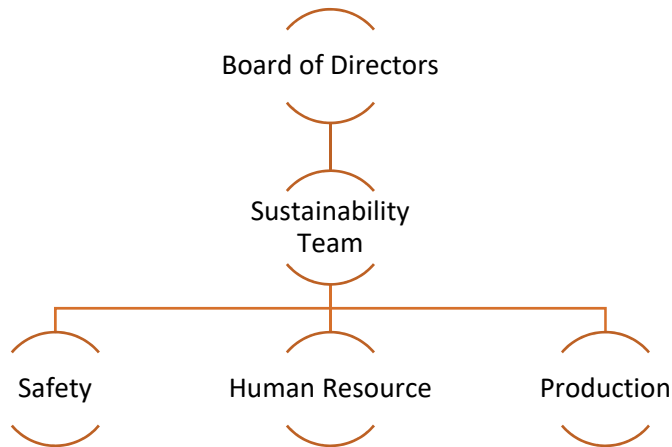 Board of Directors
Sustainability
Team
Safety
Human Resource
Production